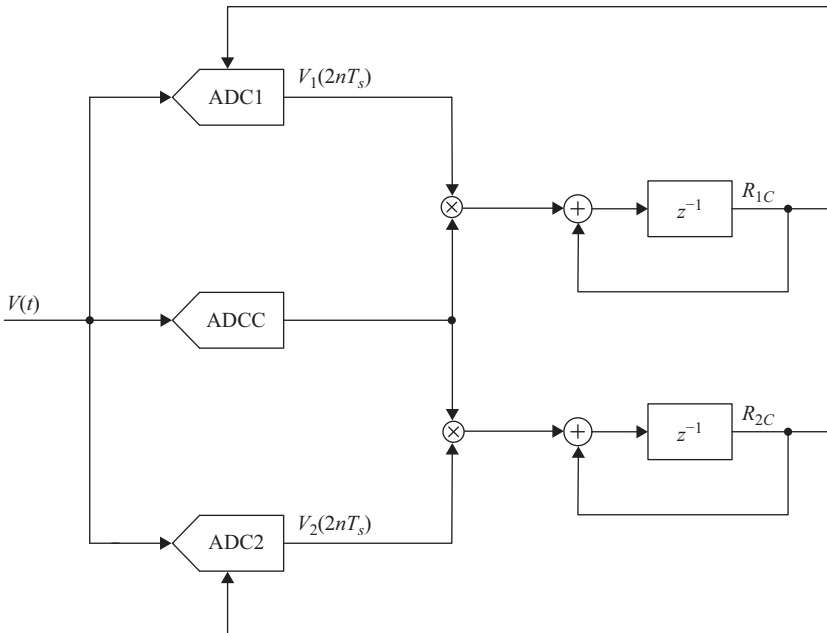 ADC1
V₁(2nTₛ)
×
+
z⁻¹
R₁C
V(t)
ADCC
×
+
z⁻¹
R₂C
ADC2
V₂(2nTₛ)